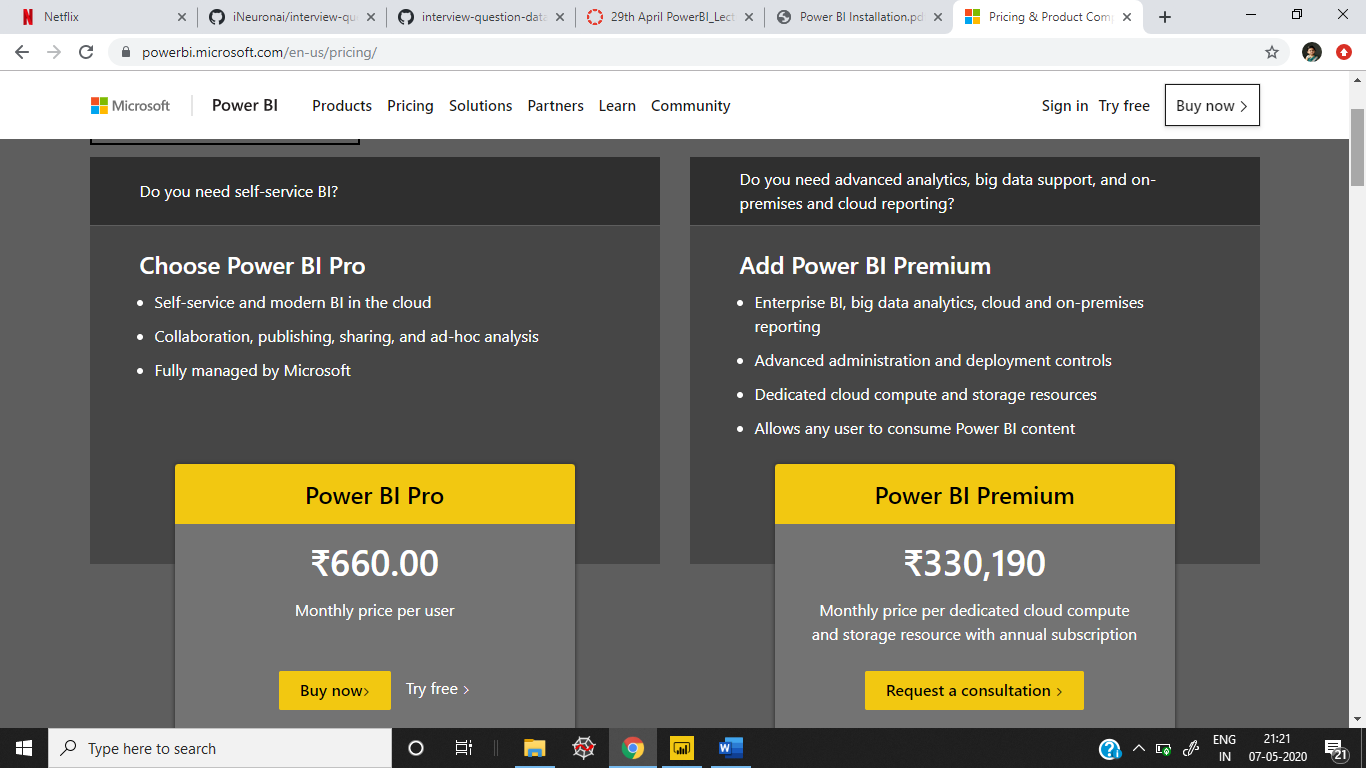 Netflix
iNeuronai/interview-qu
interview-question-data
29th April PowerBI_Lect
Power BI Installation.pd
Pricing & Product Com
powerbi.microsoft.com/en-us/pricing/
Microsoft
Power BI
Products
Pricing
Solutions
Partners
Learn
Community
Sign in
Try free
Buy now
Do you need self-service BI?
Choose Power BI Pro
Self-service and modern BI in the cloud
Collaboration, publishing, sharing, and ad-hoc analysis
Fully managed by Microsoft
Power BI Pro
₹660.00
Monthly price per user
Buy now›
Try free
Do you need advanced analytics, big data support, and on-
premises and cloud reporting?
Add Power BI Premium
Enterprise BI, big data analytics, cloud and on-premises
reporting
Advanced administration and deployment controls
Dedicated cloud compute and storage resources
Allows any user to consume Power BI content
Power BI Premium
₹330,190
Monthly price per dedicated cloud compute
and storage resource with annual subscription
Request a consultation ›
Type here to search
ENG
IN
21:21
07-05-2020
21